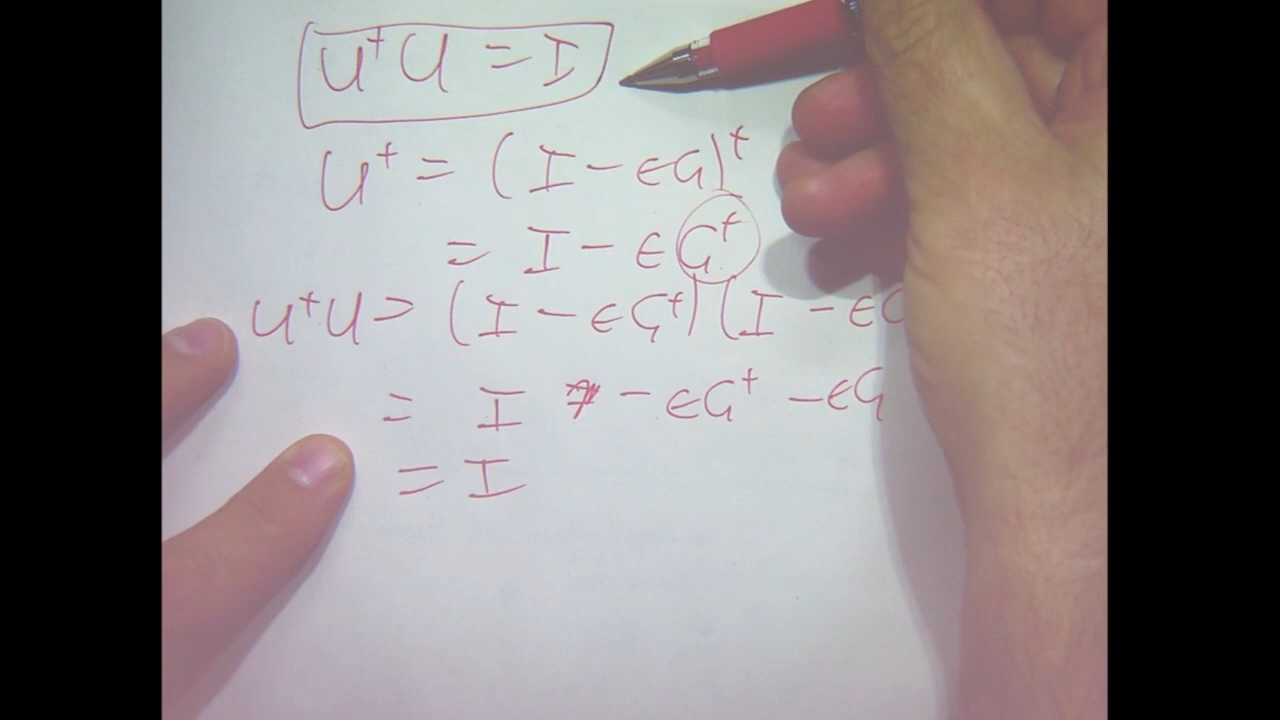 U†U = I
U† = (I − ϵG)†
= I − ϵG†
U†U = (I − ϵG†)(I − ϵG
= I − ϵG† − ϵG
= I